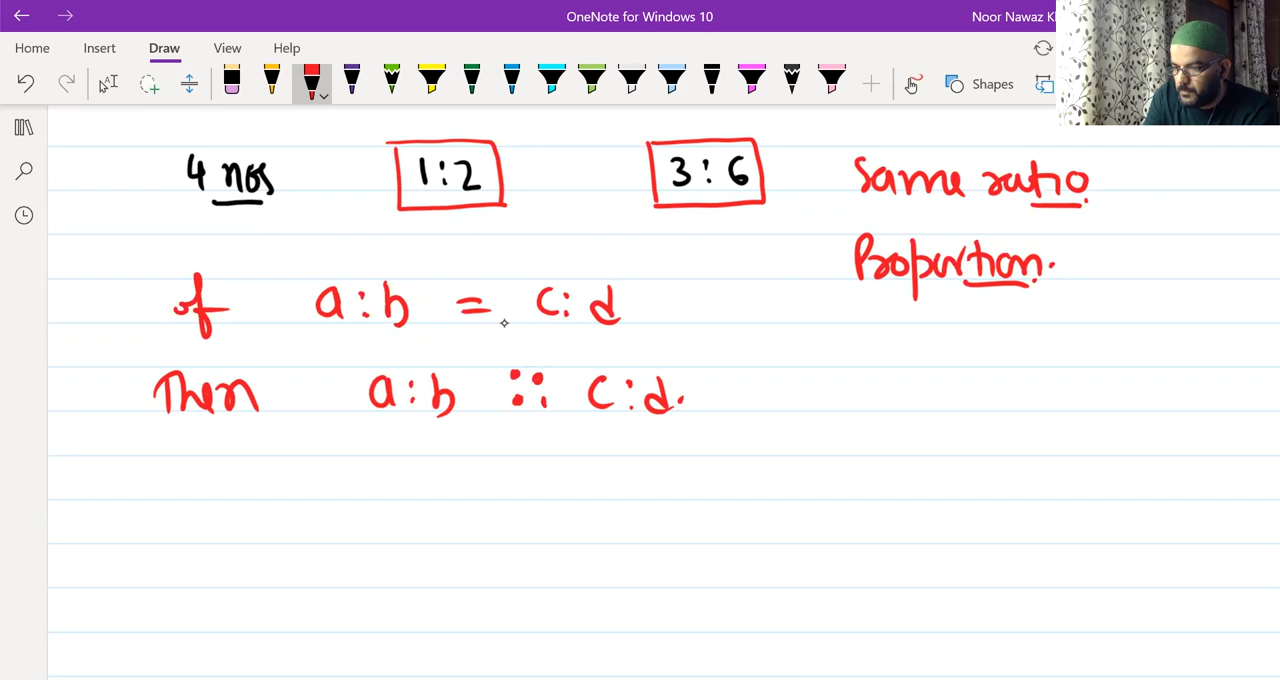 OneNote for Windows 10
Noor Nawaz Kh
Home Insert Draw View Help
Shapes
4 nos 1:2 3:6 Same ratio.
Proportion.
If a:b = c:d
Then a:b :: c:d.